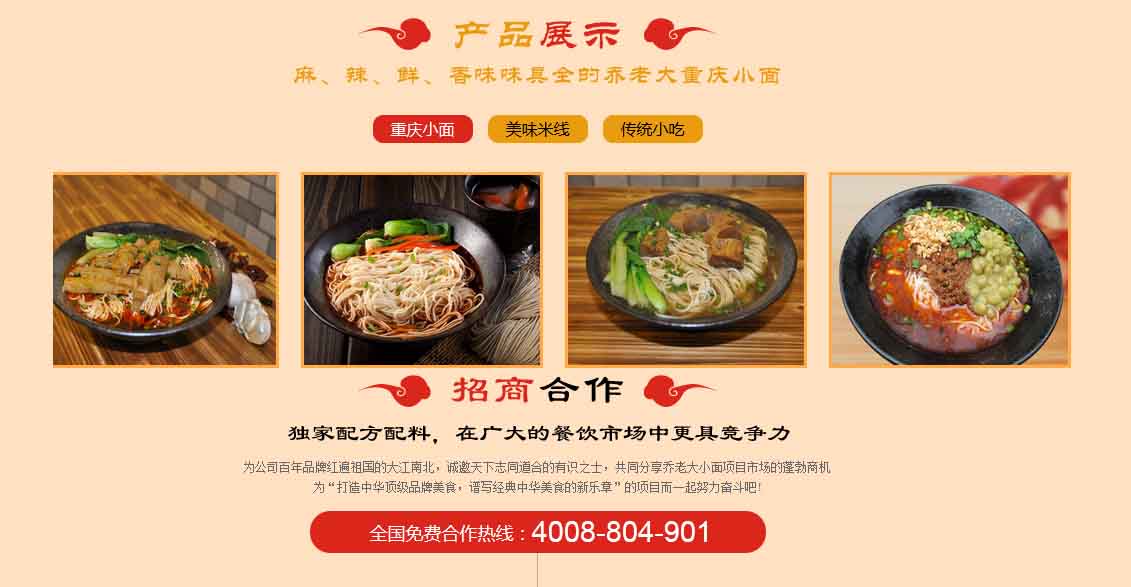 产品展示
麻、辣、鲜、香味味具全的乔老大重庆小面
重庆小面 美味米线 传统小吃
招商合作
独家配方配料，在广大的餐饮市场中更具竞争力
为公司百年品牌红遍祖国的大江南北，诚邀天下志同道合的有识之士，共同分享乔老大小面项目市场的蓬勃商机
为“打造中华顶级品牌美食，谱写经典中华美食的新乐章”的项目而一起努力奋斗吧！
全国免费合作热线：4008-804-901